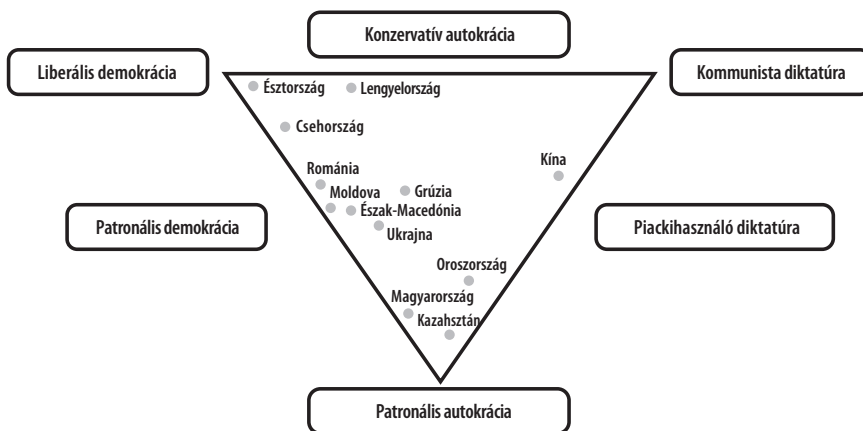 Konzervatív autokrácia
Liberális demokrácia
Kommunista diktatúra
Észtország
Lengyelország
Csehország
Kína
Románia
Moldova
Grúzia
Észak-Macedónia
Patronális demokrácia
Piackihasználó diktatúra
Ukrajna
Oroszország
Magyarország
Kazahsztán
Patronális autokrácia